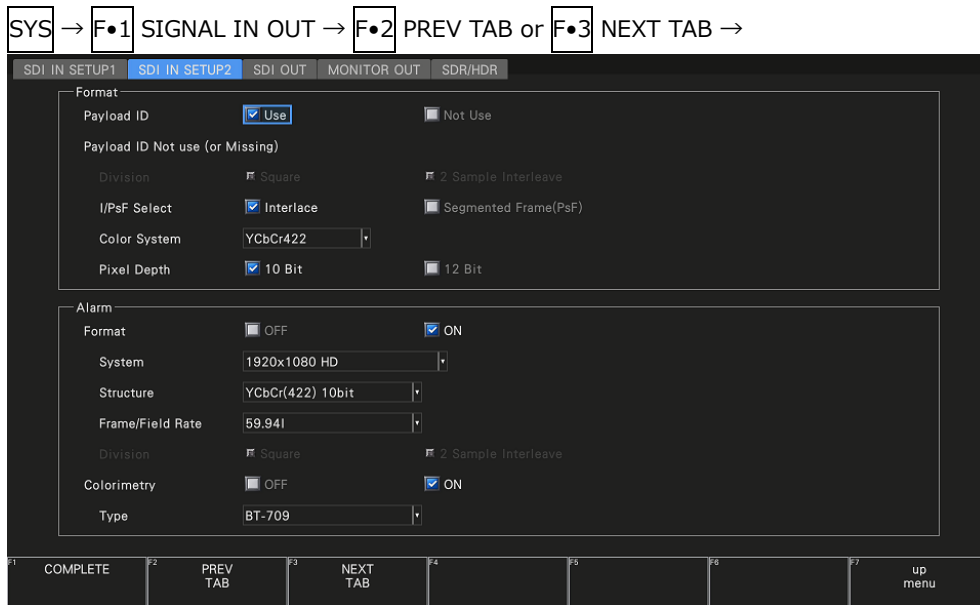 SYS → F•1 SIGNAL IN OUT → F•2 PREV TAB or F•3 NEXT TAB →
SDI IN SETUP1 SDI IN SETUP2 SDI OUT MONITOR OUT SDR/HDR
Format
Payload ID Use Not Use
Payload ID Not use (or Missing)
Division Square 2 Sample Interleave
I/PsF Select Interlace Segmented Frame(PsF)
Color System YCbCr422
Pixel Depth 10 Bit 12 Bit
Alarm
Format OFF ON
System 1920x1080 HD
Structure YCbCr(422) 10bit
Frame/Field Rate 59.94I
Division Square 2 Sample Interleave
Colorimetry OFF ON
Type BT-709
F1 COMPLETE F2 PREV F3 NEXT F4 F5 F6 F7 up
TAB TAB menu